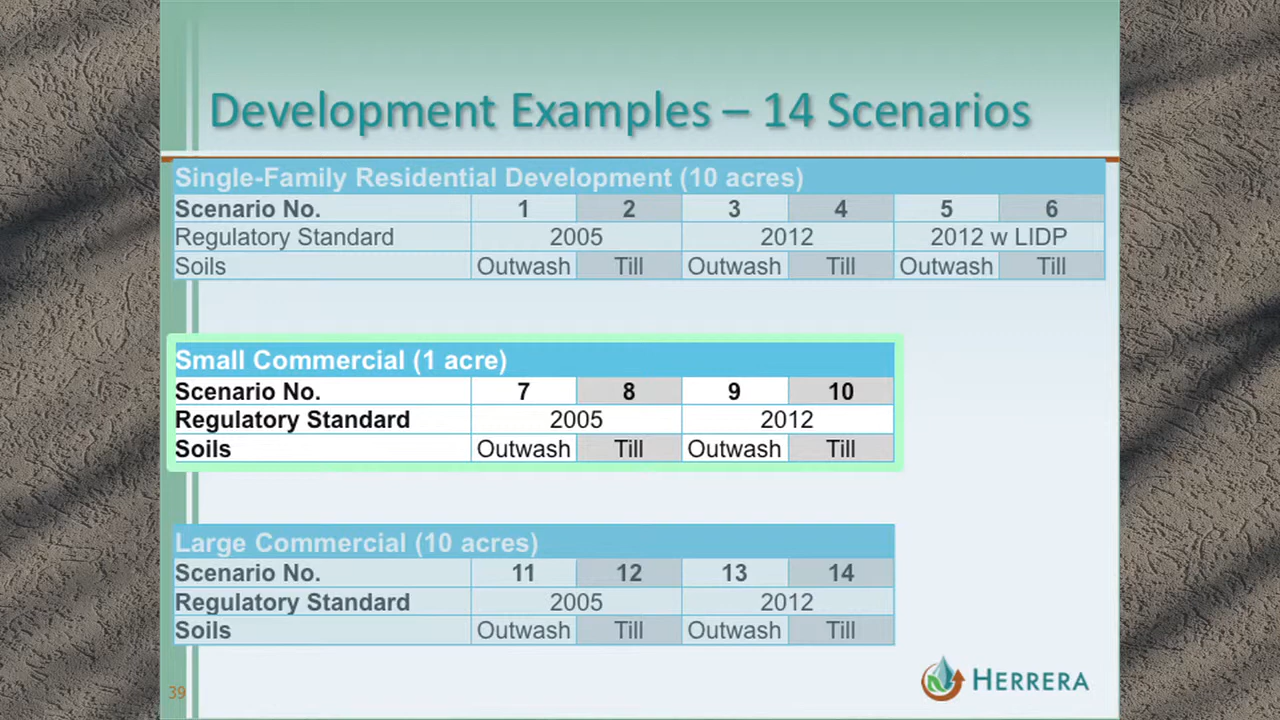 Development Examples – 14 Scenarios
Single-Family Residential Development (10 acres)
Scenario No. 1 2 3 4 5 6
Regulatory Standard 2005 2012 2012 w LIDP
Soils Outwash Till Outwash Till Outwash Till
Small Commercial (1 acre)
Scenario No. 7 8 9 10
Regulatory Standard 2005 2012
Soils Outwash Till Outwash Till
Large Commercial (10 acres)
Scenario No. 11 12 13 14
Regulatory Standard 2005 2012
Soils Outwash Till Outwash Till
39
HERRERA